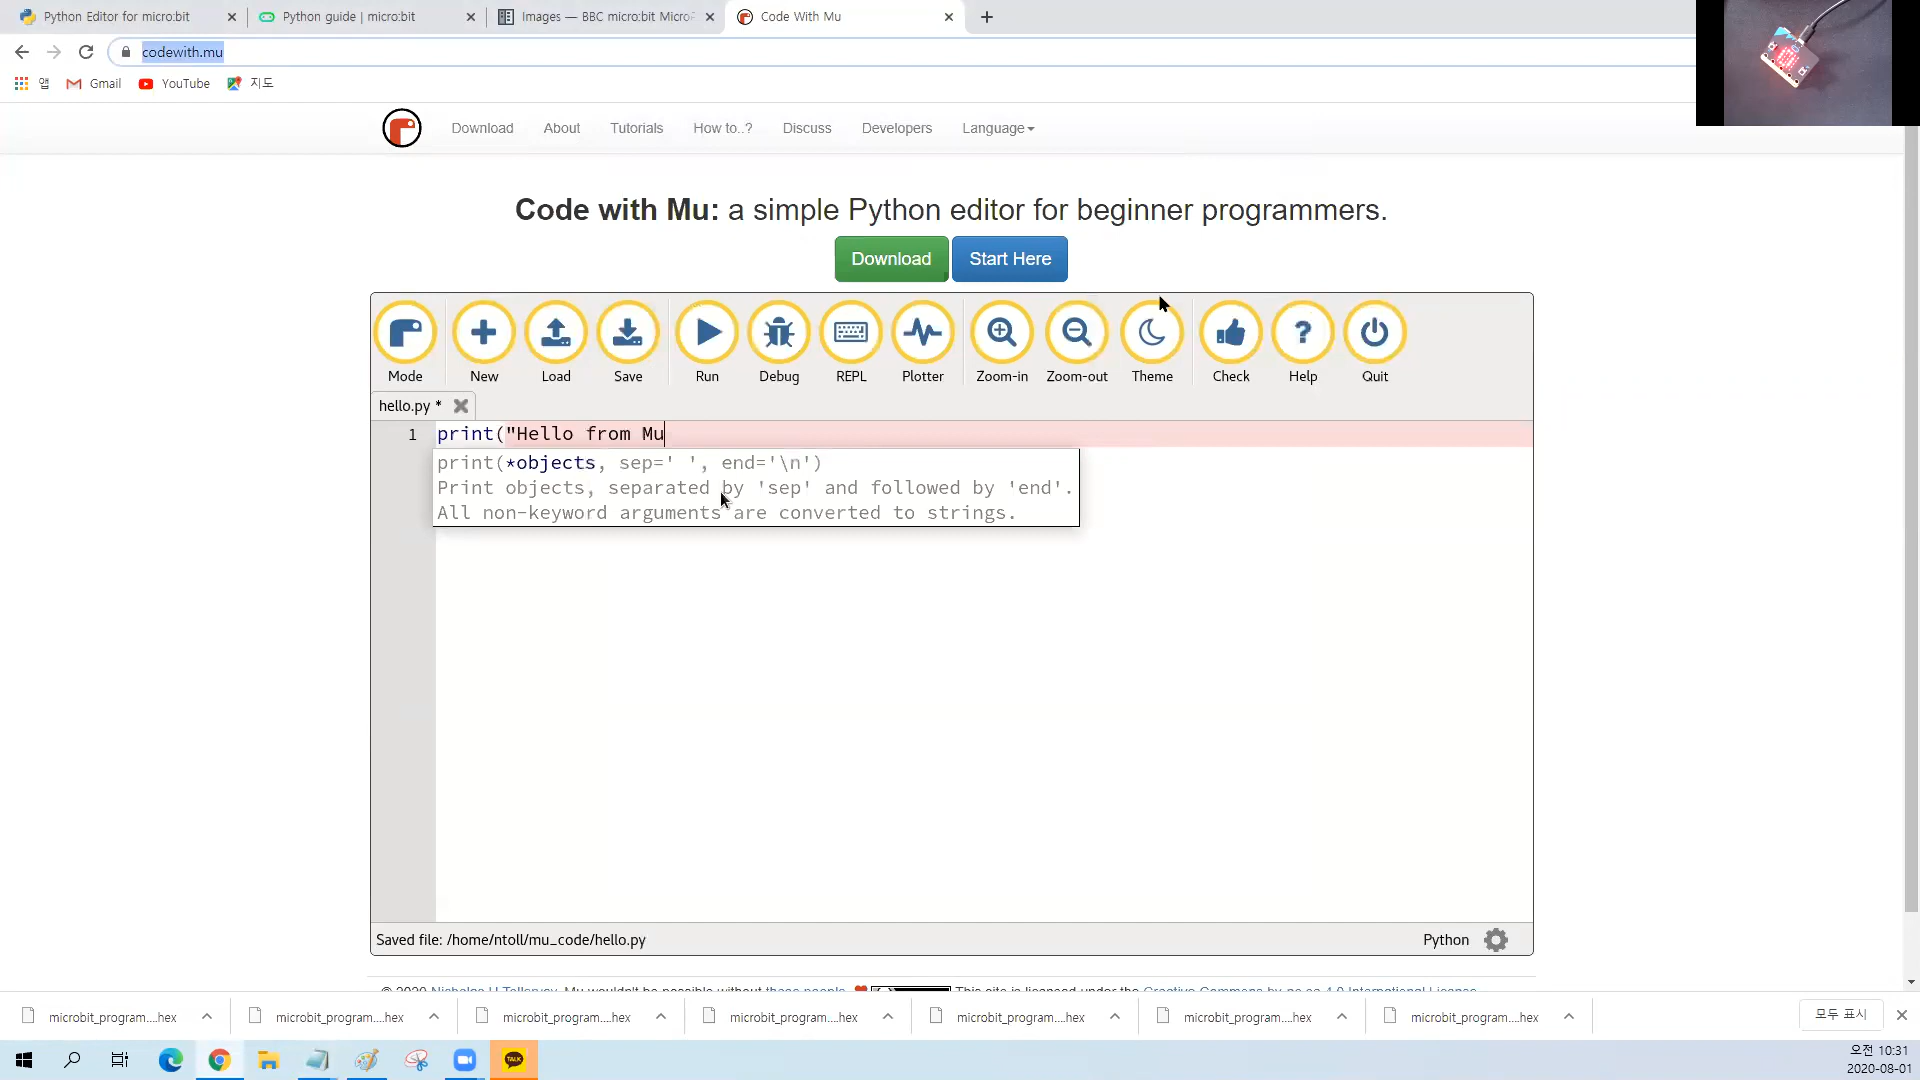 Python Editor for micro:bit
Python guide | micro:bit
Images — BBC micro:bit MicroP
Code With Mu
codewith.mu
앱 Gmail YouTube 지도
Download About Tutorials How to..? Discuss Developers Language
Code with Mu: a simple Python editor for beginner programmers.
Download Start Here
Mode New Load Save Run Debug REPL Plotter Zoom-in Zoom-out Theme Check Help Quit
hello.py *
1 print("Hello from Mu
print(*objects, sep=' ', end='\n')
Print objects, separated by 'sep' and followed by 'end'.
All non-keyword arguments are converted to strings.
Saved file: /home/ntoll/mu_code/hello.py Python
microbit_program....hex microbit_program....hex microbit_program....hex microbit_program....hex microbit_program....hex microbit_program....hex microbit_program....hex 모두 표시
TALK
오전 10:31
2020-08-01